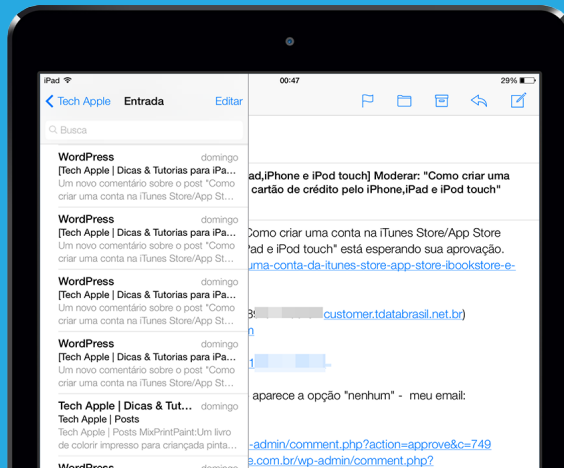 iPad
00:47
29%
Tech Apple
Entrada
Editar
Busca
WordPress domingo
[Tech Apple | Dicas & Tutorias para iPa...
Um novo comentário sobre o post "Como
criar uma conta na iTunes Store/App St...
WordPress domingo
[Tech Apple | Dicas & Tutorias para iPa...
Um novo comentário sobre o post "Como
criar uma conta na iTunes Store/App St...
WordPress domingo
[Tech Apple | Dicas & Tutorias para iPa...
Um novo comentário sobre o post "Como
criar uma conta na iTunes Store/App St...
WordPress domingo
[Tech Apple | Dicas & Tutorias para iPa...
Um novo comentário sobre o post "Como
criar uma conta na iTunes Store/App St...
Tech Apple | Dicas & Tut... domingo
Tech Apple | Posts
Tech Apple | Posts MixPrintPaint:Um livro
de colorir impresso para criançada pinta...
WordPress domingo
ad,iPhone e iPod touch] Moderar: "Como criar uma
cartão de crédito pelo iPhone,iPad e iPod touch"
Como criar uma conta na iTunes Store/App Store
Pad e iPod touch" está esperando sua aprovação.
uma-conta-da-itunes-store-app-store-ibookstore-e-
customer.tdatabrasil.net.br)
aparece a opção "nenhum" - meu email:
-admin/comment.php?action=approve&c=749
e.com.br/wp-admin/comment.php?